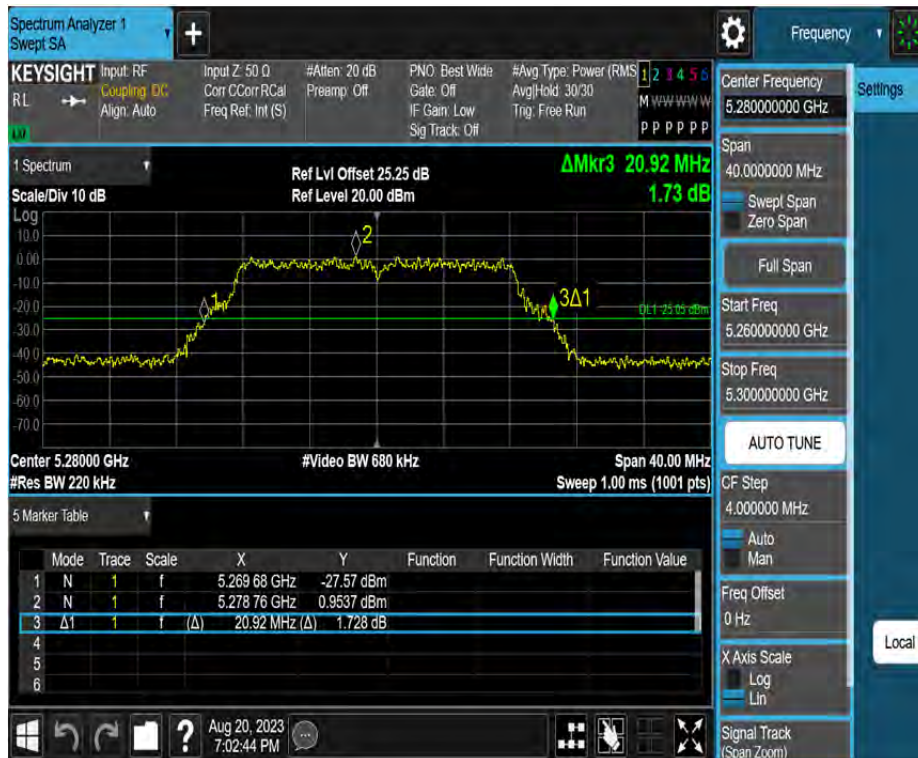 Spectrum Analyzer 1
Swept SA
+
Frequency
KEYSIGHT
RL
Input: RF
Coupling: DC
Align: Auto
Input Z: 50 Ω
Corr CCorr RCal
Freq Ref: Int (S)
#Atten: 20 dB
Preamp: Off
PNO: Best Wide
Gate: Off
IF Gain: Low
Sig Track: Off
#Avg Type: Power (RMS
Avg|Hold: 30/30
Trig: Free Run
1 2 3 4 5 6
M W W W W W
P P P P P P
Settings
Center Frequency
5.280000000 GHz
Span
40.0000000 MHz
Swept Span
Zero Span
Full Span
Start Freq
5.260000000 GHz
Stop Freq
5.300000000 GHz
AUTO TUNE
CF Step
4.000000 MHz
Auto
Man
Freq Offset
0 Hz
X Axis Scale
Log
Lin
Signal Track
(Span Zoom)
Local
1 Spectrum
Scale/Div 10 dB
Ref Lvl Offset 25.25 dB
Ref Level 20.00 dBm
ΔMkr3 20.92 MHz
1.73 dB
Log
10.0
0.00
-10.0
-20.0
-30.0
-40.0
-50.0
-60.0
-70.0
1
2
3Δ1
DL1 -25.05 dBm
Center 5.28000 GHz
#Res BW 220 kHz
#Video BW 680 kHz
Span 40.00 MHz
Sweep 1.00 ms (1001 pts)
5 Marker Table
Mode Trace Scale X Y Function Function Width Function Value
1 N 1 f 5.269 68 GHz -27.57 dBm
2 N 1 f 5.278 76 GHz 0.9537 dBm
3 Δ1 1 f (Δ) 20.92 MHz (Δ) 1.728 dB
4
5
6
?
Aug 20, 2023
7:02:44 PM